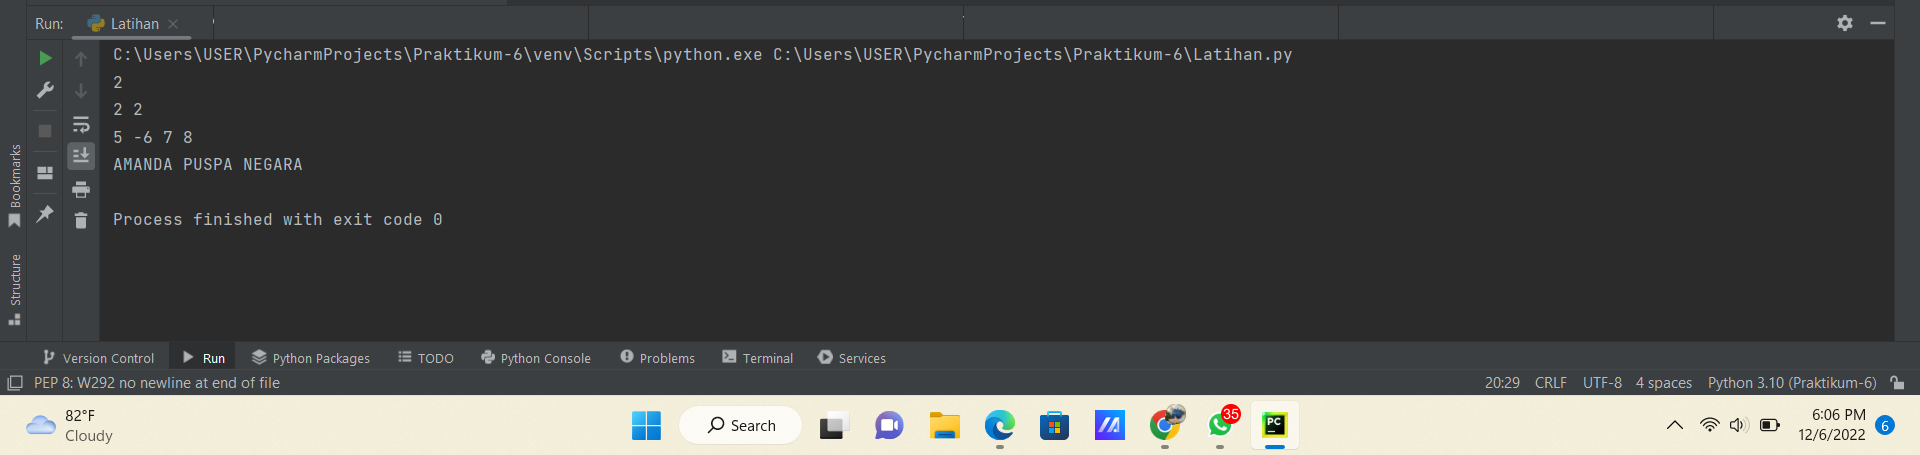 Run: Latihan
C:\Users\USER\PycharmProjects\Praktikum-6\venv\Scripts\python.exe C:\Users\USER\PycharmProjects\Praktikum-6\Latihan.py
2
2 2
5 -6 7 8
AMANDA PUSPA NEGARA
Process finished with exit code 0
Bookmarks
Structure
Version Control Run Python Packages TODO Python Console Problems Terminal Services
PEP 8: W292 no newline at end of file 20:29 CRLF UTF-8 4 spaces Python 3.10 (Praktikum-6)
82°F
Cloudy
Search
35
PC
6:06 PM
12/6/2022
6